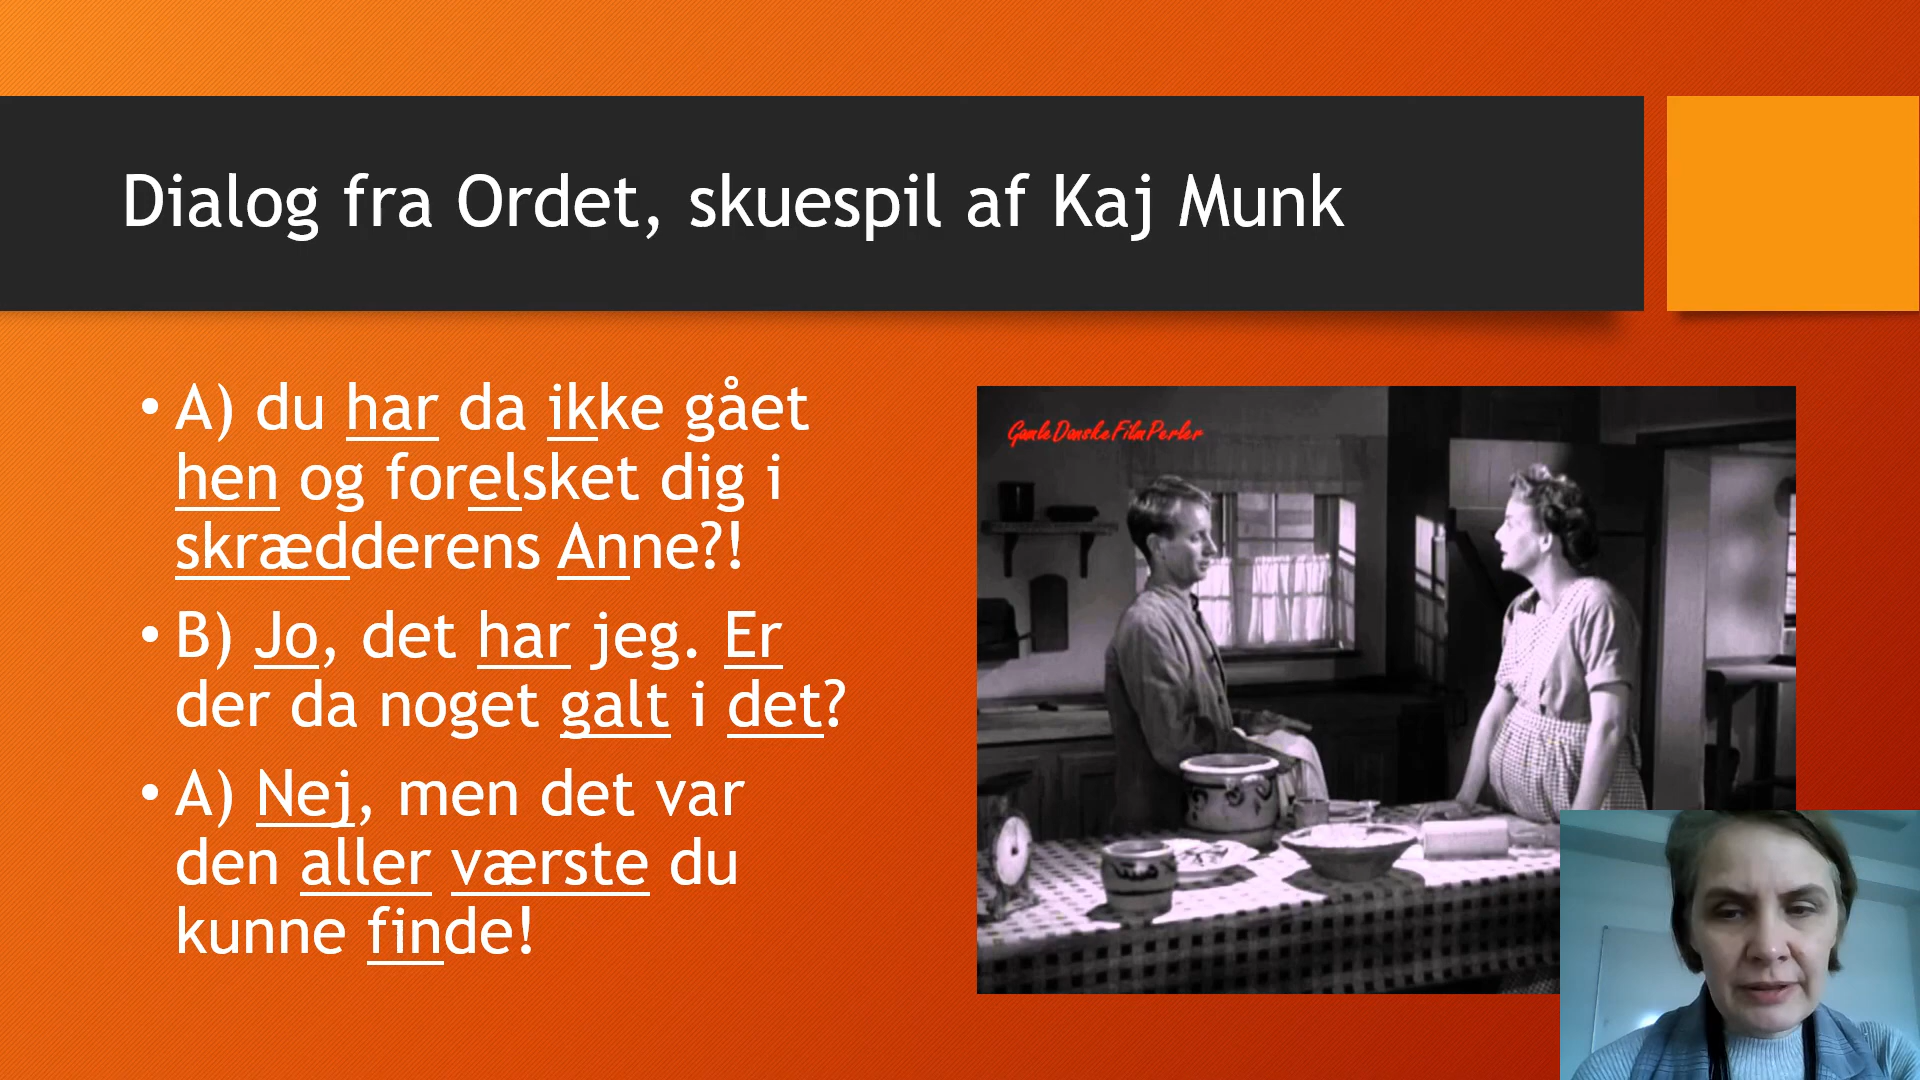 Dialog fra Ordet, skuespil af Kaj Munk
• A) du har da ikke gået
hen og forelsket dig i
skrædderens Anne?!
• B) Jo, det har jeg. Er
der da noget galt i det?
• A) Nej, men det var
den aller værste du
kunne finde!
GamleDanskeFilmPerler